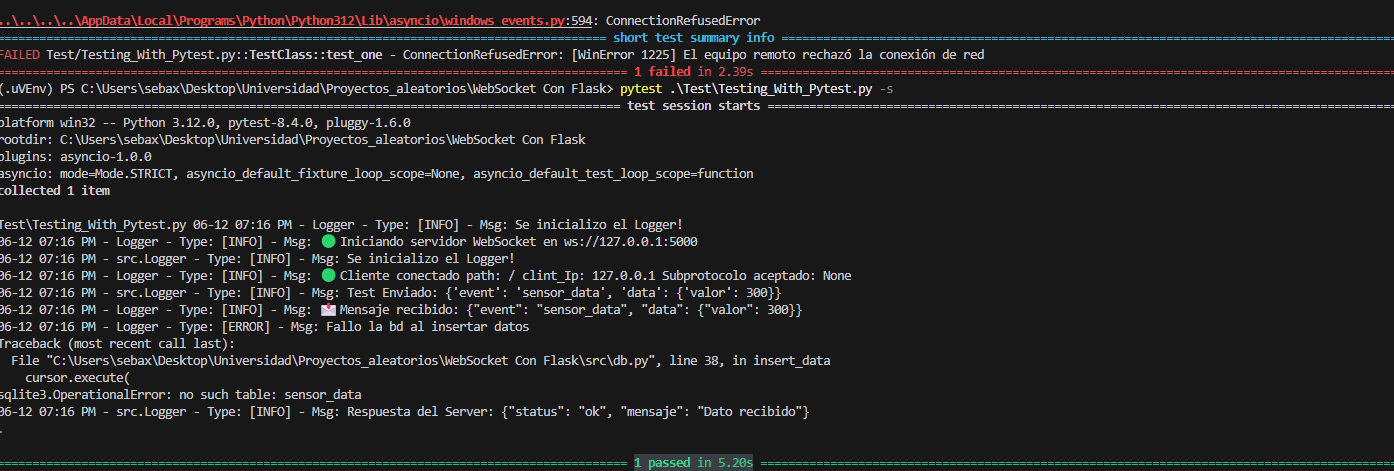 ..\..\..\..\AppData\Local\Programs\Python\Python312\Lib\asyncio\windows_events.py:594: ConnectionRefusedError
short test summary info
FAILED Test/Testing_With_Pytest.py::TestClass::test_one - ConnectionRefusedError: [WinError 1225] El equipo remoto rechazó la conexión de red
1 failed in 2.39s
(.uVEnv) PS C:\Users\sebax\Desktop\Universidad\Proyectos_aleatorios\WebSocket Con Flask> pytest .\Test\Testing_With_Pytest.py -s
test session starts
platform win32 -- Python 3.12.0, pytest-8.4.0, pluggy-1.6.0
rootdir: C:\Users\sebax\Desktop\Universidad\Proyectos_aleatorios\WebSocket Con Flask
plugins: asyncio-1.0.0
asyncio: mode=Mode.STRICT, asyncio_default_fixture_loop_scope=None, asyncio_default_test_loop_scope=function
collected 1 item
Test\Testing_With_Pytest.py 06-12 07:16 PM - Logger - Type: [INFO] - Msg: Se inicializo el Logger!
06-12 07:16 PM - Logger - Type: [INFO] - Msg: 🟢 Iniciando servidor WebSocket en ws://127.0.0.1:5000
06-12 07:16 PM - src.Logger - Type: [INFO] - Msg: Se inicializo el Logger!
06-12 07:16 PM - Logger - Type: [INFO] - Msg: 🟢 Cliente conectado path: / clint_Ip: 127.0.0.1 Subprotocolo aceptado: None
06-12 07:16 PM - src.Logger - Type: [INFO] - Msg: Test Enviado: {'event': 'sensor_data', 'data': {'valor': 300}}
06-12 07:16 PM - Logger - Type: [INFO] - Msg: 📩 Mensaje recibido: {"event": "sensor_data", "data": {"valor": 300}}
06-12 07:16 PM - Logger - Type: [ERROR] - Msg: Fallo la bd al insertar datos
Traceback (most recent call last):
File "C:\Users\sebax\Desktop\Universidad\Proyectos_aleatorios\WebSocket Con Flask\src\db.py", line 38, in insert_data
cursor.execute(
sqlite3.OperationalError: no such table: sensor_data
06-12 07:16 PM - src.Logger - Type: [INFO] - Msg: Respuesta del Server: {"status": "ok", "mensaje": "Dato recibido"}
.
1 passed in 5.20s